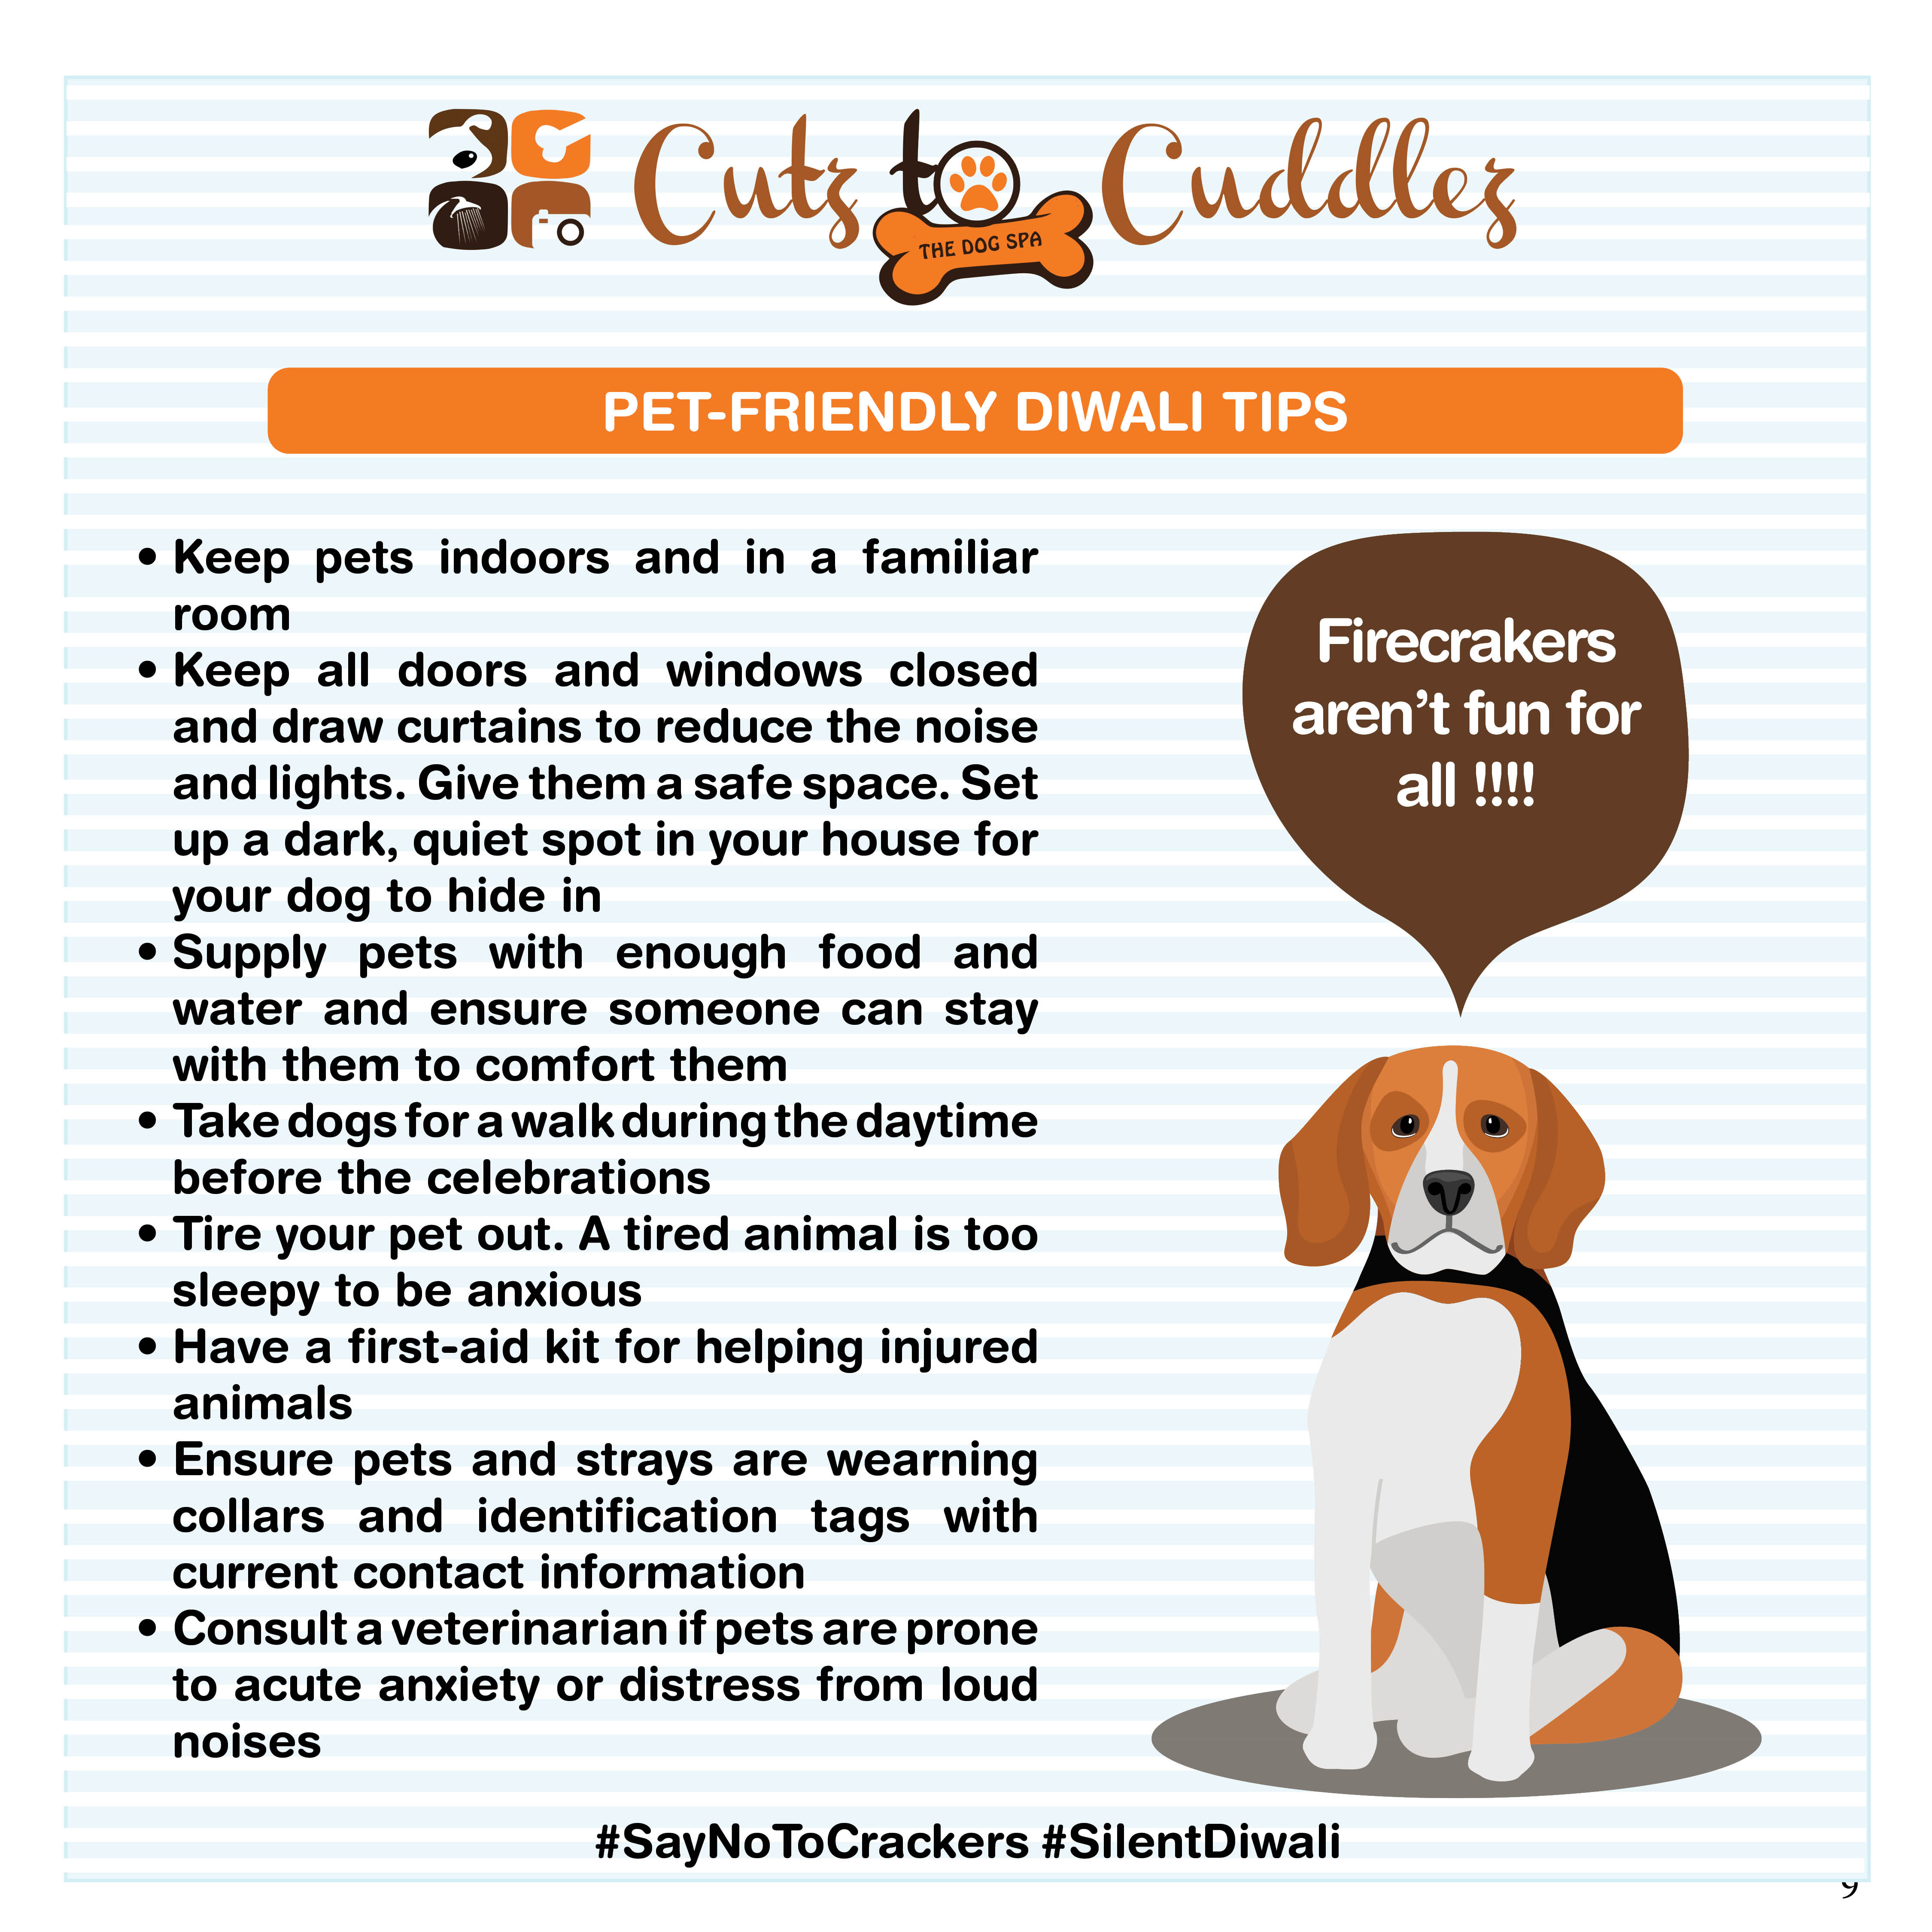 Cutz to Cuddlez
THE DOG SPA
PET-FRIENDLY DIWALI TIPS
• Keep pets indoors and in a familiar
room
• Keep all doors and windows closed
and draw curtains to reduce the noise
and lights. Give them a safe space. Set
up a dark, quiet spot in your house for
your dog to hide in
• Supply pets with enough food and
water and ensure someone can stay
with them to comfort them
• Take dogs for a walk during the daytime
before the celebrations
• Tire your pet out. A tired animal is too
sleepy to be anxious
• Have a first-aid kit for helping injured
animals
• Ensure pets and strays are wearning
collars and identification tags with
current contact information
• Consult a veterinarian if pets are prone
to acute anxiety or distress from loud
noises
Firecrakers
aren’t fun for
all !!!!
#SayNoToCrackers #SilentDiwali
9